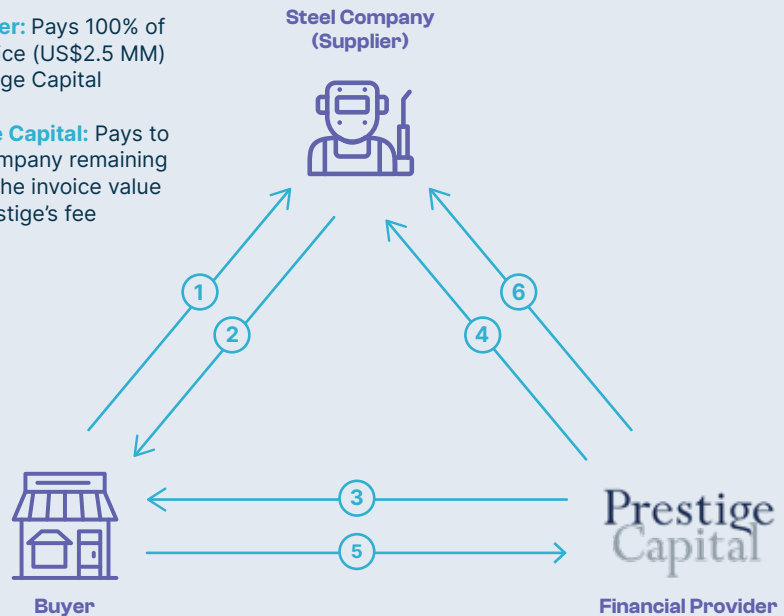 er: Pays 100% of
ice (US$2.5 MM)
ge Capital
e Capital: Pays to
mpany remaining
he invoice value
stige's fee
Steel Company
(Supplier)
1
2
6
4
3
5
Buyer
Prestige
Capital
Financial Provider